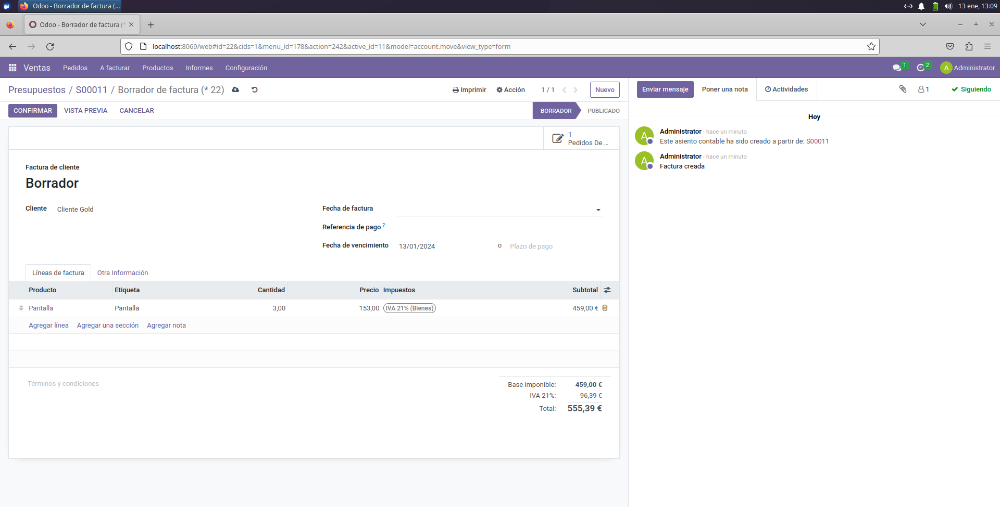 Odoo - Borrador de factura (...
13 ene, 13:09
Odoo - Borrador de factura (*
localhost:8069/web#id=22&cids=1&menu_id=178&action=242&active_id=11&model=account.move&view_type=form
Ventas Pedidos A facturar Productos Informes Configuración 1 2 A Administrator
Presupuestos / S00011 / Borrador de factura (* 22) Imprimir Acción 1 / 1 Nuevo
Enviar mensaje Poner una nota Actividades 1 Siguiendo
CONFIRMAR VISTA PREVIA CANCELAR BORRADOR PUBLICADO
Hoy
A Administrator - hace un minuto
Este asiento contable ha sido creado a partir de: S00011
A Administrator - hace un minuto
Factura creada
1
Pedidos De ...
Factura de cliente
Borrador
Cliente Cliente Gold
Fecha de factura
Referencia de pago ?
Fecha de vencimiento 13/01/2024 o Plazo de pago
Líneas de factura Otra Información
Producto Etiqueta Cantidad Precio Impuestos Subtotal
Pantalla Pantalla 3,00 153,00 IVA 21% (Bienes) 459,00 €
Agregar línea Agregar una sección Agregar nota
Términos y condiciones
Base imponible: 459,00 €
IVA 21%: 96,39 €
Total: 555,39 €